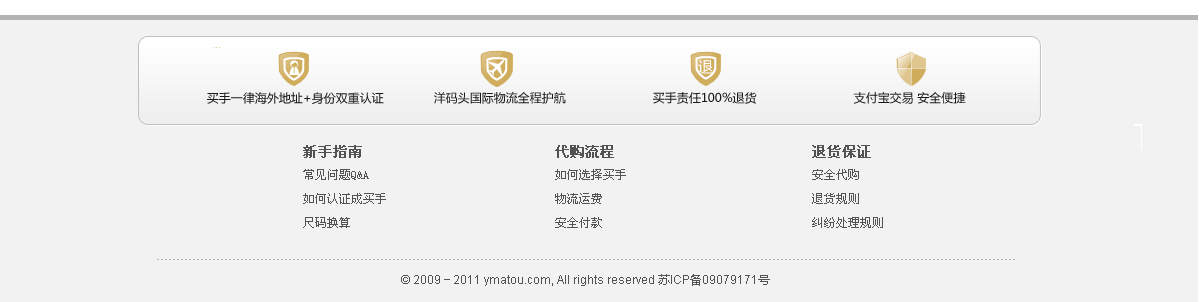 退
买手一律海外地址+身份双重认证 洋码头国际物流全程护航 买手责任100%退货 支付宝交易 安全便捷
新手指南 代购流程 退货保证
常见问题Q&A 如何选择买手 安全代购
如何认证成买手 物流运费 退货规则
尺码换算 安全付款 纠纷处理规则
© 2009 – 2011 ymatou.com, All rights reserved 苏ICP备09079171号